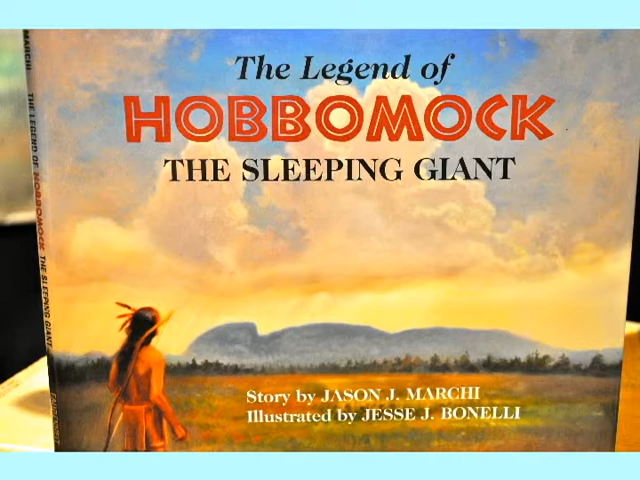 The Legend of
HOBBOMOCK
THE SLEEPING GIANT
Story by JASON J. MARCHI
Illustrated by JESSE J. BONELLI
MARCHI THE LEGEND OF HOBBOMOCK THE SLEEPING GIANT